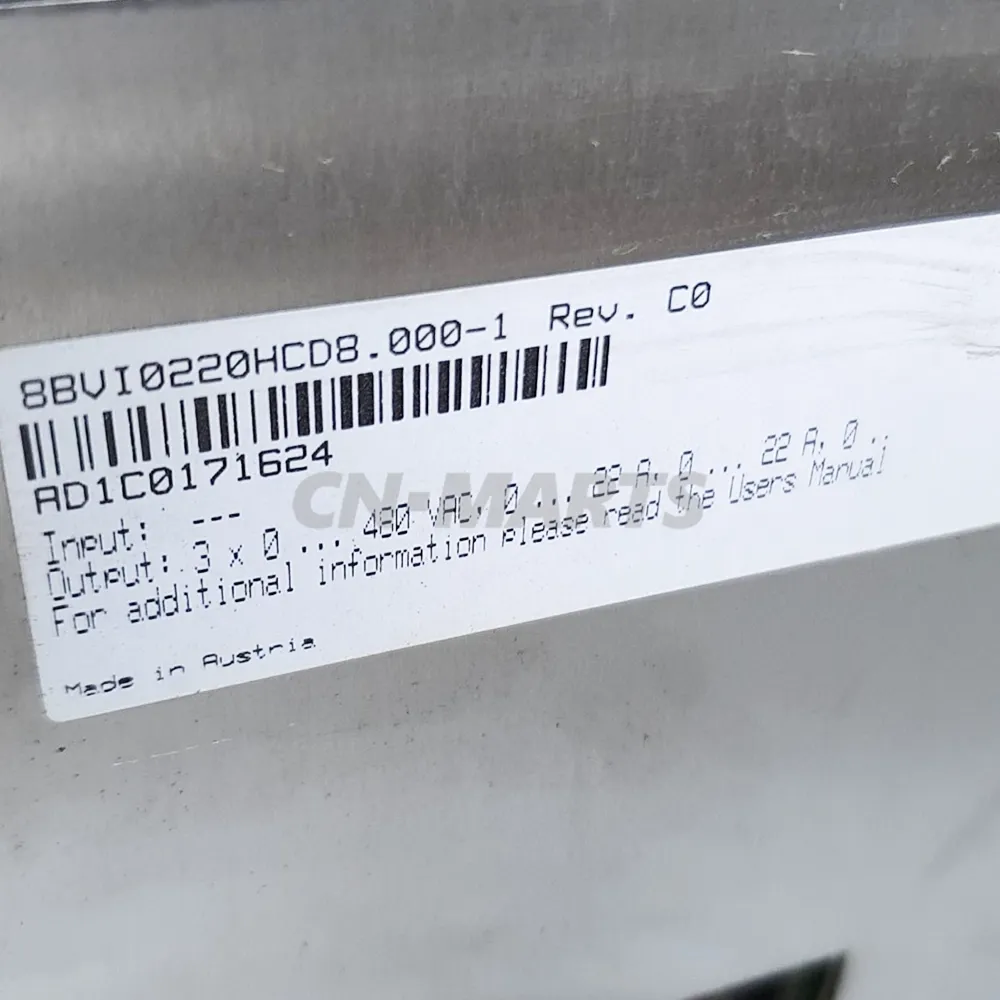 8BVI0220HCD8.000-1 Rev. C0
AD1C0171624
Input: ---
Output: 3 x 0 ... 480 VAC, 0 ... 22 A, 0 ... 22 A, 0 ..
For additional information please read the Users Manual
Made in Austria
CN-MARTS